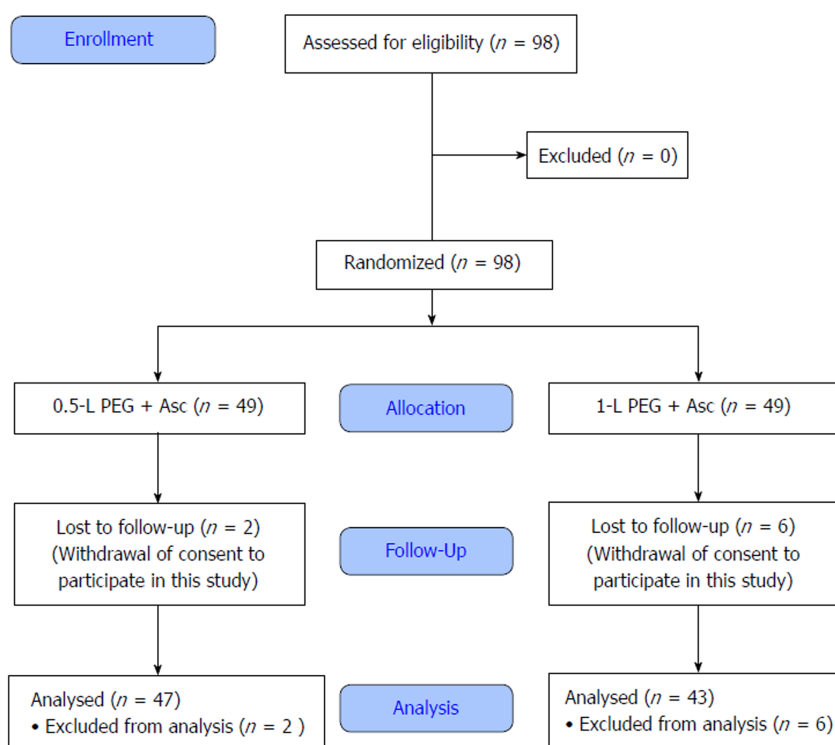 Enrollment
Assessed for eligibility (n = 98)
Excluded (n = 0)
Randomized (n = 98)
0.5-L PEG + Asc (n = 49)
Allocation
1-L PEG + Asc (n = 49)
Lost to follow-up (n = 2)
(Withdrawal of consent to
participate in this study)
Follow-Up
Lost to follow-up (n = 6)
(Withdrawal of consent to
participate in this study)
Analysed (n = 47)
• Excluded from analysis (n = 2 )
Analysis
Analysed (n = 43)
• Excluded from analysis (n = 6)